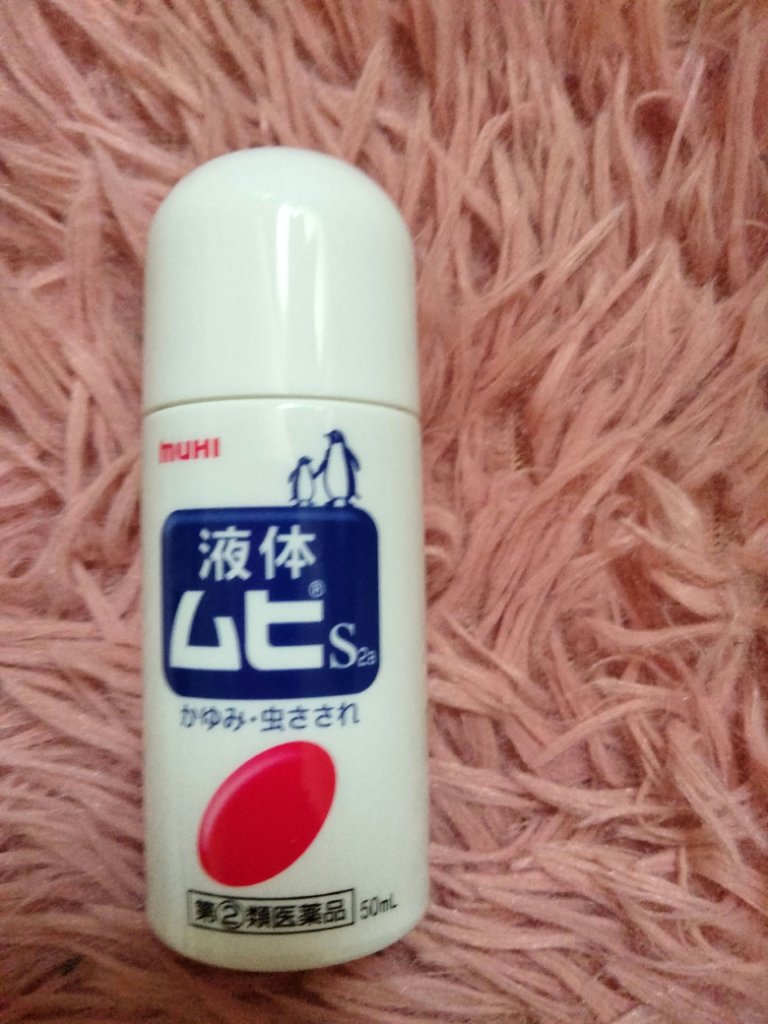 muHI
液体
ムヒ®
S2a
かゆみ・虫さされ
第②類医薬品
50mL